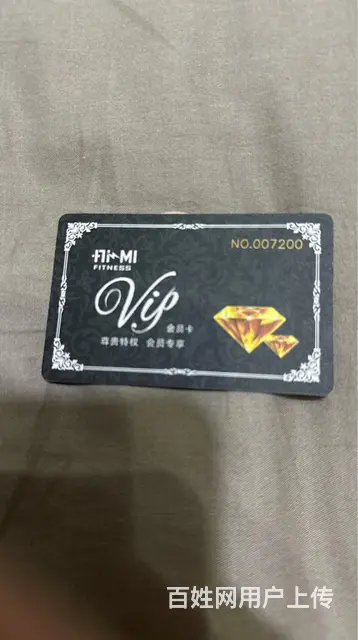 NO.007200
FITNESS
Vip
会员卡
尊贵特权 会员专享
百姓网用户上传